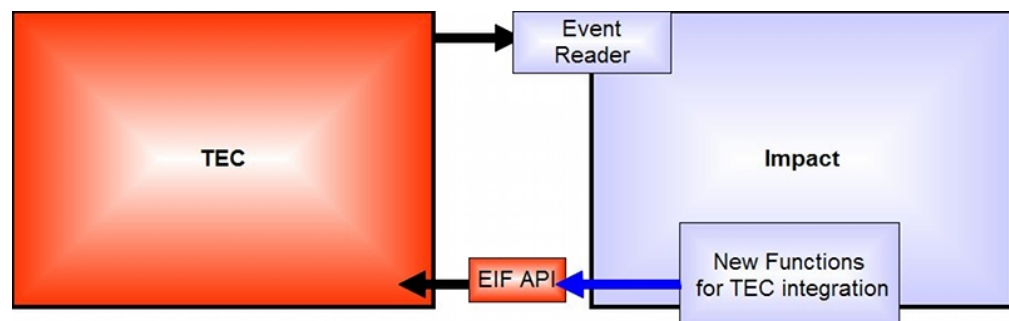 Event
Reader
TEC
Impact
EIF API
New Functions
for TEC integration